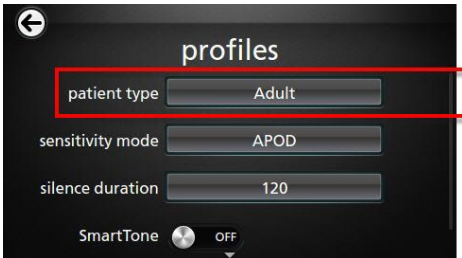 profiles
patient type Adult
sensitivity mode APOD
silence duration 120
SmartTone OFF